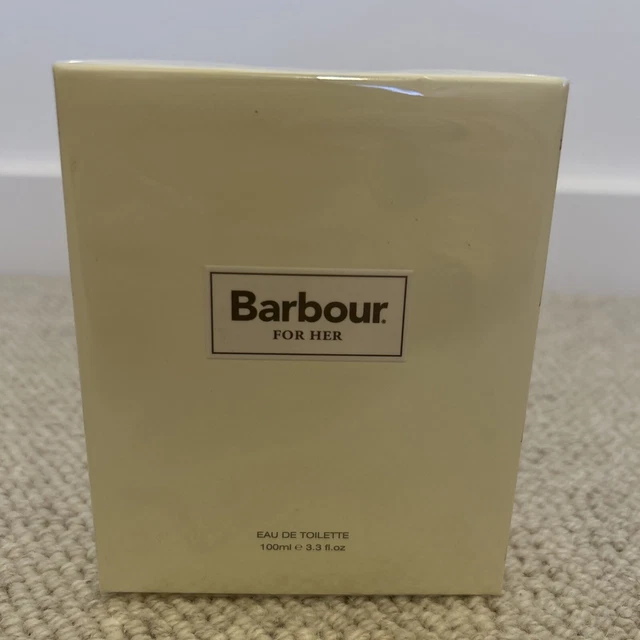 Barbour.
FOR HER
EAU DE TOILETTE
100ml ℮ 3.3 fl.oz